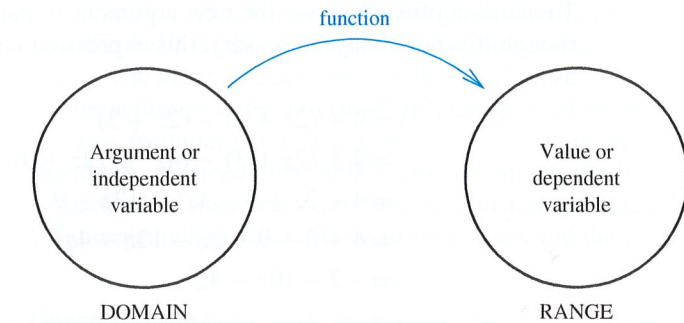 function
Argument or
independent
variable
Value or
dependent
variable
DOMAIN
RANGE